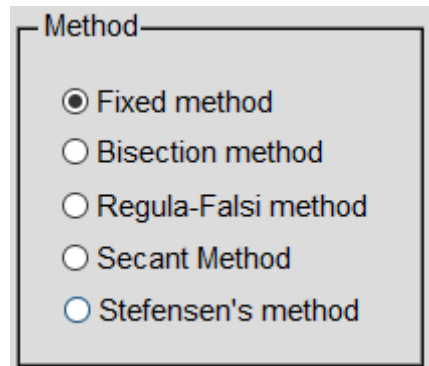 Method
Fixed method
Bisection method
Regula-Falsi method
Secant Method
Stefensen's method